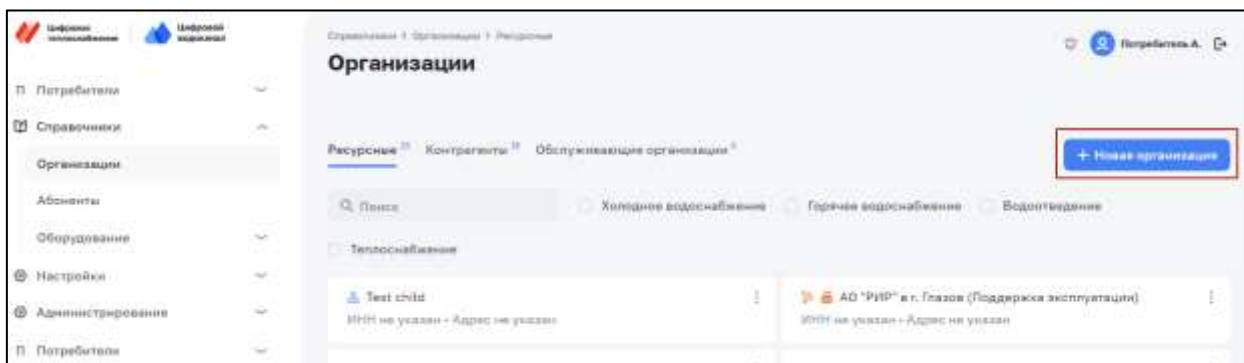 Цифровое
теплоснабжение
Цифровой
водоканал
Потребители
Справочники
Организации
Абоненты
Оборудование
Настройки
Администрирование
Потребители
Справочники > Организации > Ресурсные
Потребитель А.
Организации
Ресурсные Контрагенты Обслуживающие организации
+ Новая организация
Поиск Холодное водоснабжение Горячее водоснабжение Водоотведение
Теплоснабжение
Test child
ИНН не указан • Адрес не указан
АО "РИР" в г. Глазов (Поддержка эксплуатации)
ИНН не указан • Адрес не указан